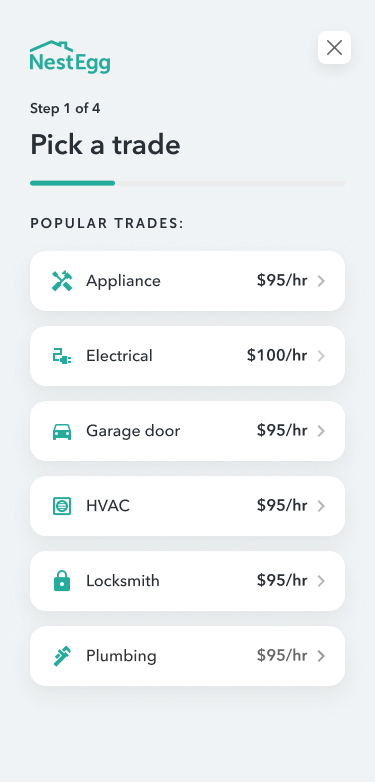 NestEgg
Step 1 of 4
Pick a trade
POPULAR TRADES:
Appliance $95/hr
Electrical $100/hr
Garage door $95/hr
HVAC $95/hr
Locksmith $95/hr
Plumbing $95/hr